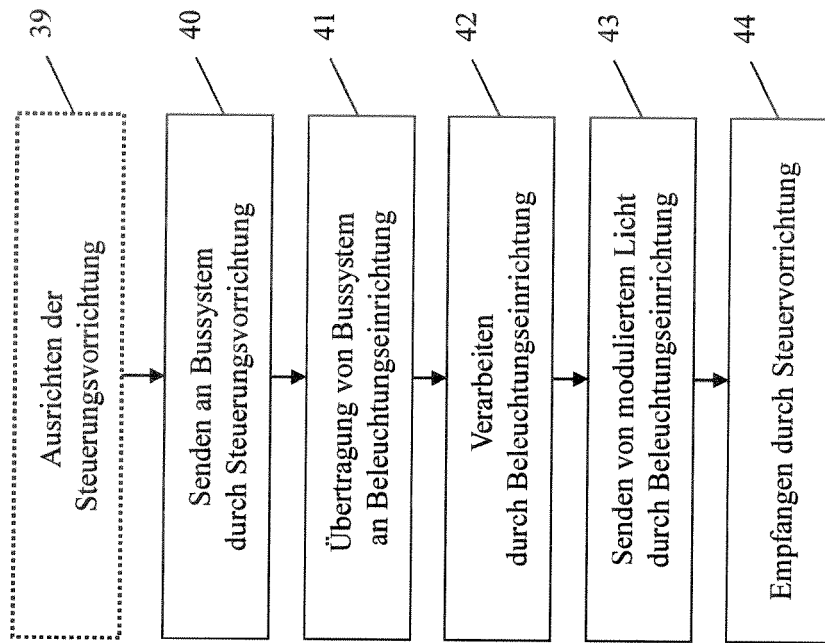 Ausrichten der
Steuerungsvorrichtung
39
Senden an Bussystem
durch Steuerungsvorrichtung
40
Übertragung von Bussystem
an Beleuchtungseinrichtung
41
Verarbeiten
durch Beleuchtungseinrichtung
42
Senden von moduliertem Licht
durch Beleuchtungseinrichtung
43
Empfangen durch Steuervorrichtung
44